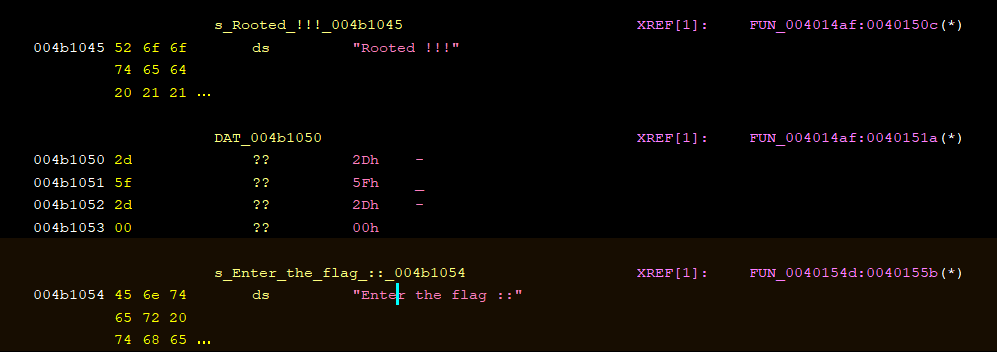 s_Rooted_!!!_004b1045 XREF[1]: FUN_004014af:0040150c(*)
004b1045 52 6f 6f ds "Rooted !!!"
74 65 64
20 21 21 ...
DAT_004b1050 XREF[1]: FUN_004014af:0040151a(*)
004b1050 2d ?? 2Dh -
004b1051 5f ?? 5Fh _
004b1052 2d ?? 2Dh -
004b1053 00 ?? 00h
s_Enter_the_flag_::_004b1054 XREF[1]: FUN_0040154d:0040155b(*)
004b1054 45 6e 74 ds "Enter the flag ::"
65 72 20
74 68 65 ...